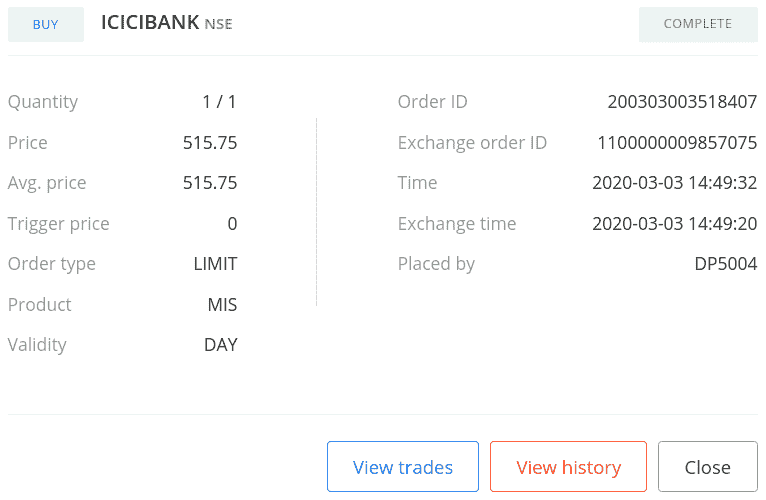 BUY ICICIBANK NSE COMPLETE
Quantity 1 / 1
Price 515.75
Avg. price 515.75
Trigger price 0
Order type LIMIT
Product MIS
Validity DAY
Order ID 200303003518407
Exchange order ID 1100000009857075
Time 2020-03-03 14:49:32
Exchange time 2020-03-03 14:49:20
Placed by DP5004
View trades View history Close